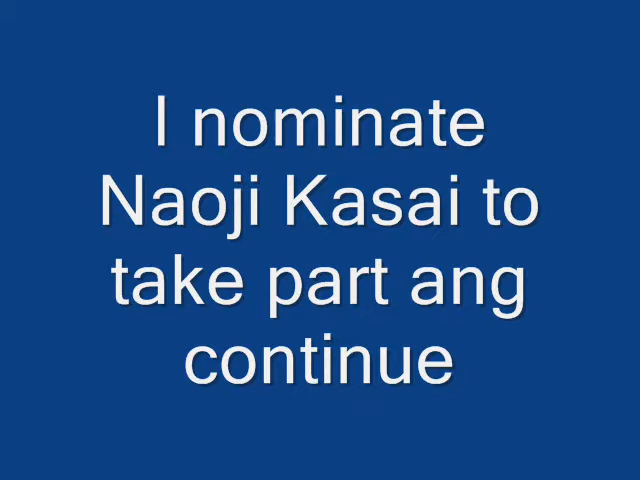 I nominate
Naoji Kasai to
take part ang
continue